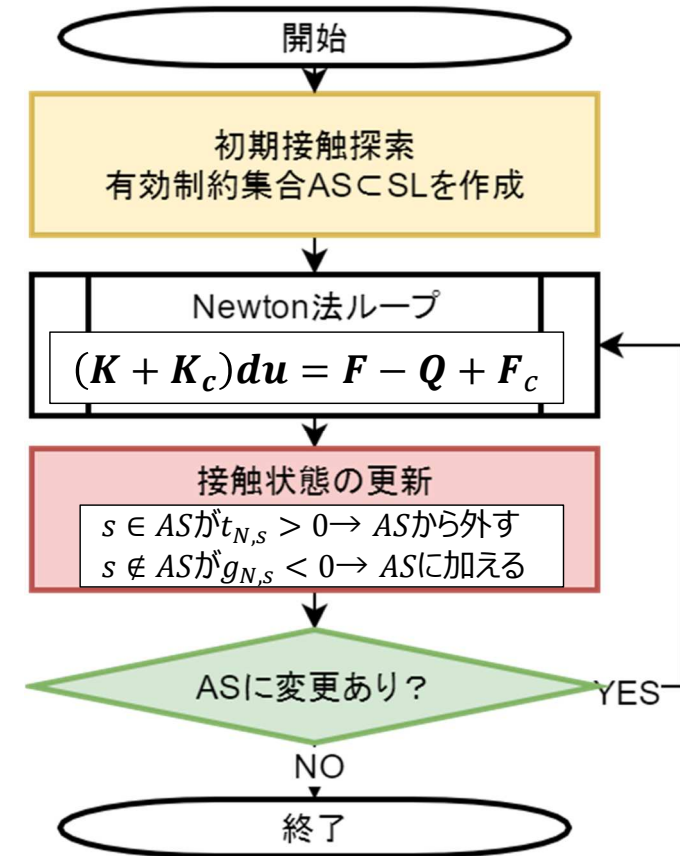 開始
初期接触探索
有効制約集合AS⊂SLを作成
Newton法ループ
(K + K_c)du = F − Q + F_c
接触状態の更新
s ∈ ASがt_{N,s} > 0→ ASから外す
s ∉ ASがg_{N,s} < 0→ ASに加える
ASに変更あり？
YES
NO
終了